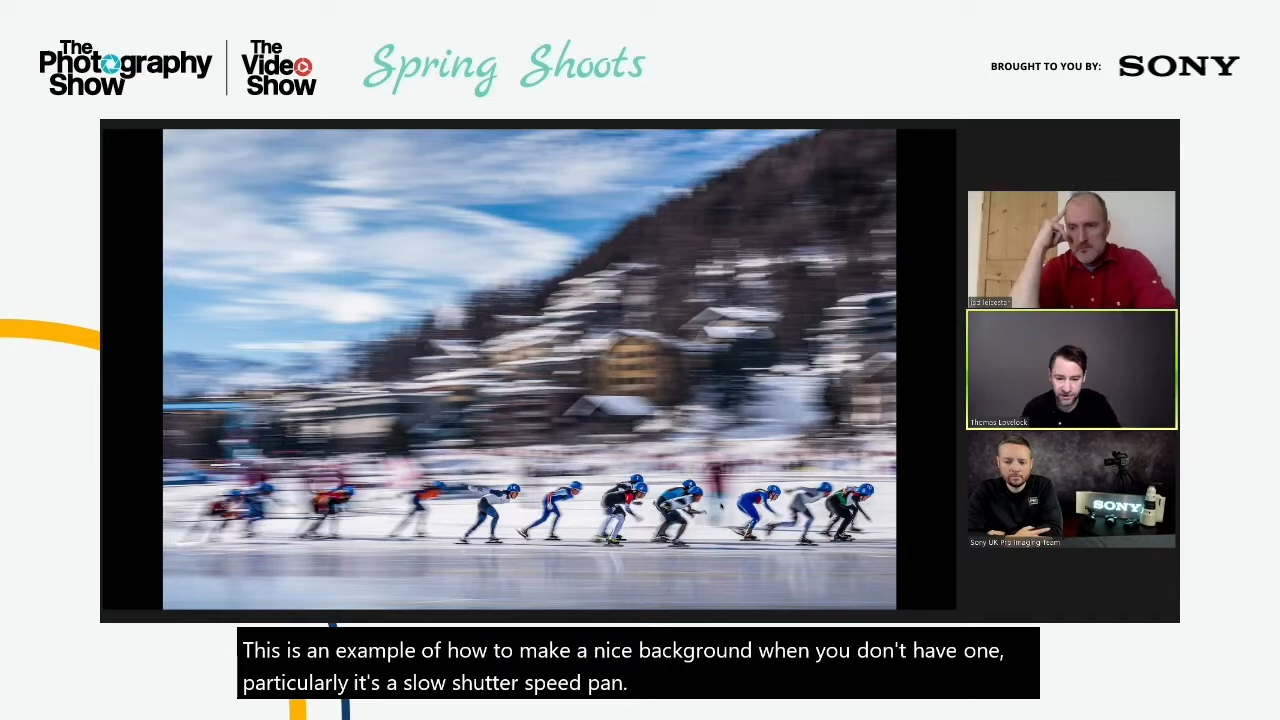 The
Photography
Show
The
Video
Show
Spring Shoots
BROUGHT TO YOU BY: SONY
jed leicester
Thomas Lovelock
SONY
Sony UK Pro Imaging Team
This is an example of how to make a nice background when you don't have one,
particularly it's a slow shutter speed pan.